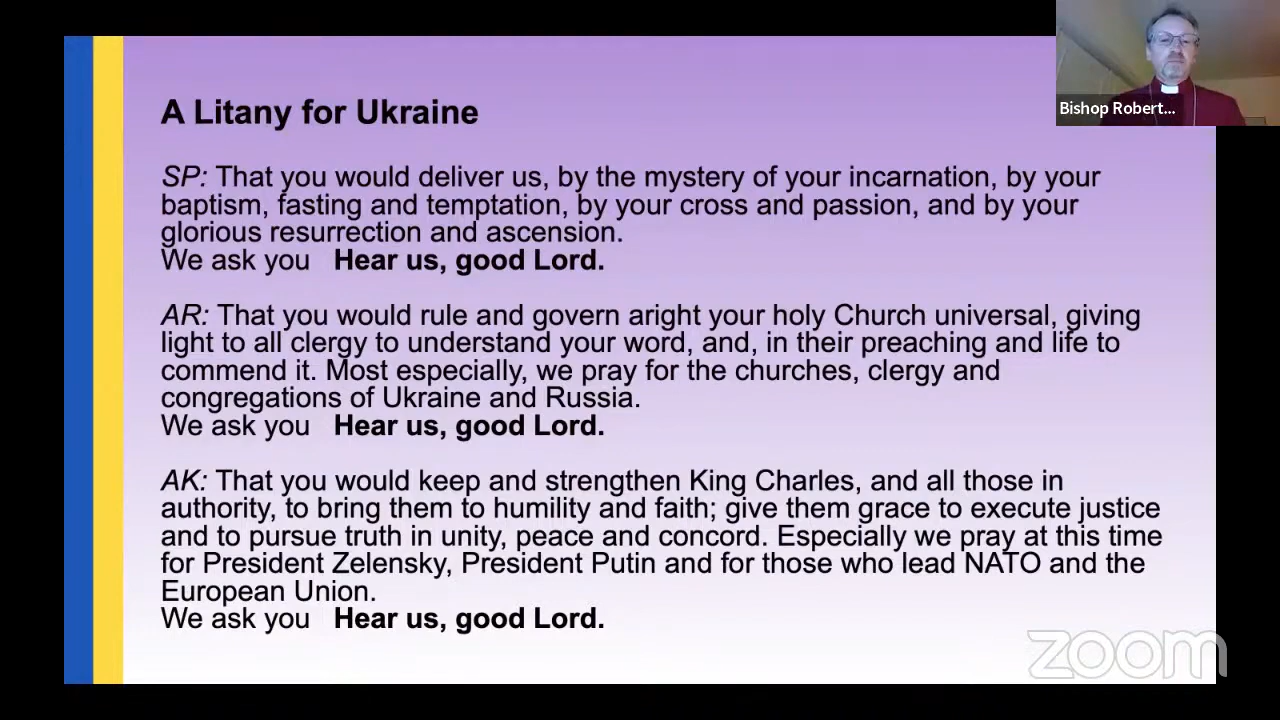 A Litany for Ukraine
SP: That you would deliver us, by the mystery of your incarnation, by your
baptism, fasting and temptation, by your cross and passion, and by your
glorious resurrection and ascension.
We ask you Hear us, good Lord.
AR: That you would rule and govern aright your holy Church universal, giving
light to all clergy to understand your word, and, in their preaching and life to
commend it. Most especially, we pray for the churches, clergy and
congregations of Ukraine and Russia.
We ask you Hear us, good Lord.
AK: That you would keep and strengthen King Charles, and all those in
authority, to bring them to humility and faith; give them grace to execute justice
and to pursue truth in unity, peace and concord. Especially we pray at this time
for President Zelensky, President Putin and for those who lead NATO and the
European Union.
We ask you Hear us, good Lord.
Bishop Robert...
zoom